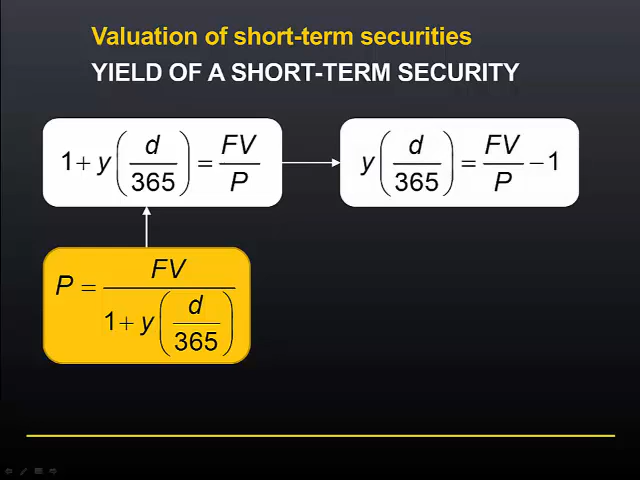 Valuation of short-term securities
YIELD OF A SHORT-TERM SECURITY
1 + y (d/365) = FV/P
y (d/365) = FV/P − 1
P = FV/(1 + y (d/365))